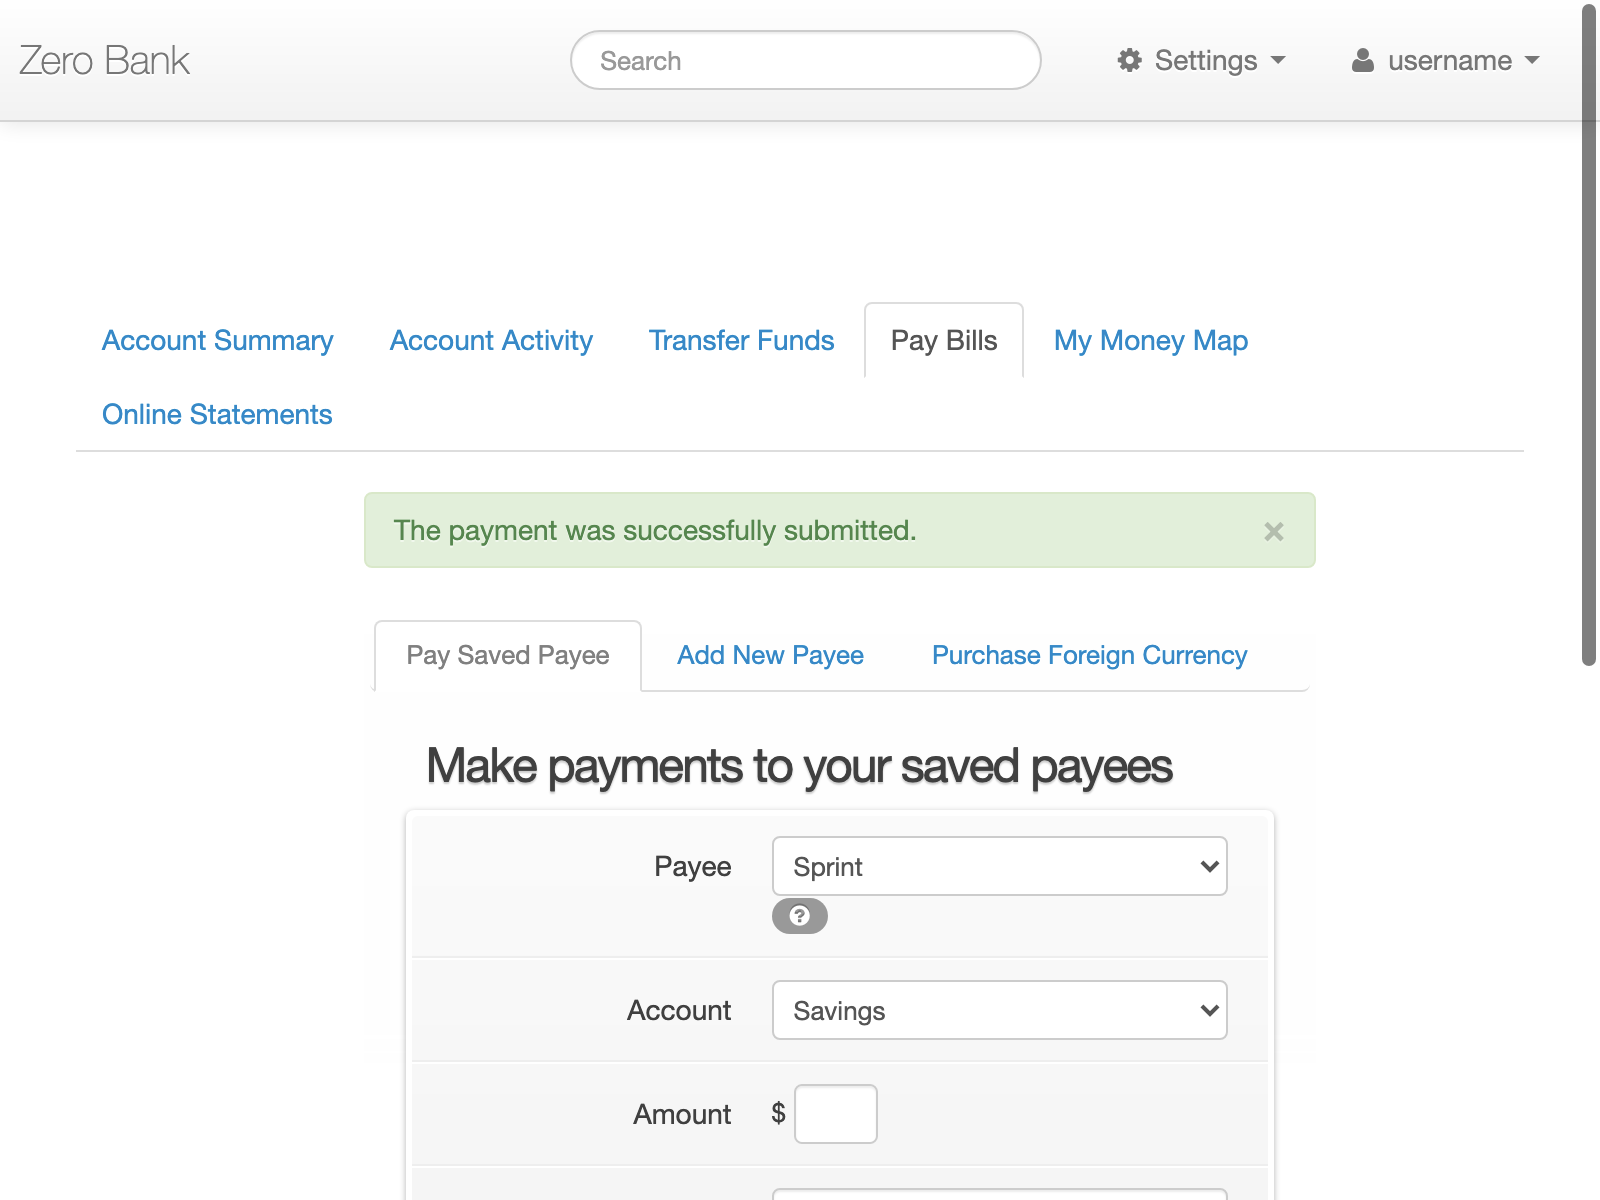 Zero Bank
Search
Settings
username
Account Summary
Account Activity
Transfer Funds
Pay Bills
My Money Map
Online Statements
The payment was successfully submitted.
×
Pay Saved Payee
Add New Payee
Purchase Foreign Currency
Make payments to your saved payees
Payee
Sprint
?
Account
Savings
Amount
$